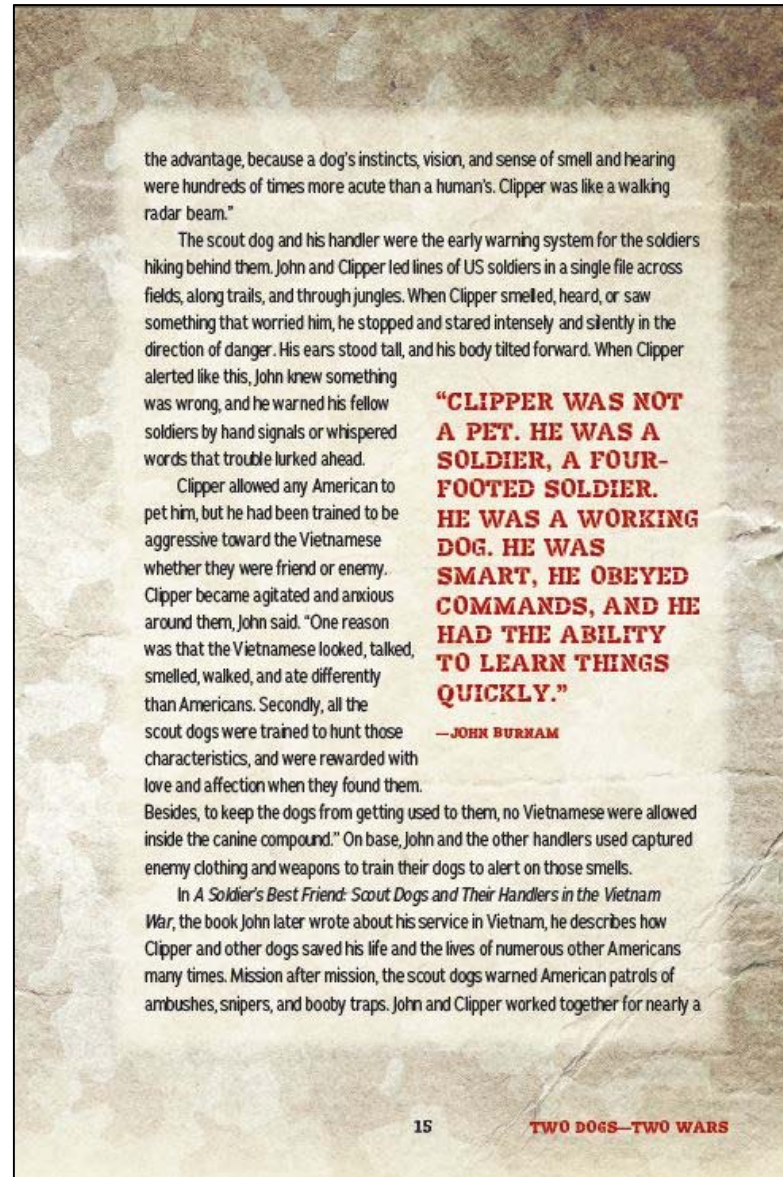 the advantage, because a dog's instincts, vision, and sense of smell and hearing
were hundreds of times more acute than a human's. Clipper was like a walking
radar beam."
The scout dog and his handler were the early warning system for the soldiers
hiking behind them. John and Clipper led lines of US soldiers in a single file across
fields, along trails, and through jungles. When Clipper smelled, heard, or saw
something that worried him, he stopped and stared intensely and silently in the
direction of danger. His ears stood tall, and his body tilted forward. When Clipper
alerted like this, John knew something
was wrong, and he warned his fellow
soldiers by hand signals or whispered
words that trouble lurked ahead.
Clipper allowed any American to
pet him, but he had been trained to be
aggressive toward the Vietnamese
whether they were friend or enemy.
Clipper became agitated and anxious
around them, John said. "One reason
was that the Vietnamese looked, talked,
smelled, walked, and ate differently
than Americans. Secondly, all the
scout dogs were trained to hunt those
characteristics, and were rewarded with
love and affection when they found them.
Besides, to keep the dogs from getting used to them, no Vietnamese were allowed
inside the canine compound." On base, John and the other handlers used captured
enemy clothing and weapons to train their dogs to alert on those smells.
In A Soldier's Best Friend: Scout Dogs and Their Handlers in the Vietnam
War, the book John later wrote about his service in Vietnam, he describes how
Clipper and other dogs saved his life and the lives of numerous other Americans
many times. Mission after mission, the scout dogs warned American patrols of
ambushes, snipers, and booby traps. John and Clipper worked together for nearly a
"CLIPPER WAS NOT
A PET. HE WAS A
SOLDIER, A FOUR-
FOOTED SOLDIER.
HE WAS A WORKING
DOG. HE WAS
SMART, HE OBEYED
COMMANDS, AND HE
HAD THE ABILITY
TO LEARN THINGS
QUICKLY."
—JOHN BURNAM
15
TWO DOGS—TWO WARS